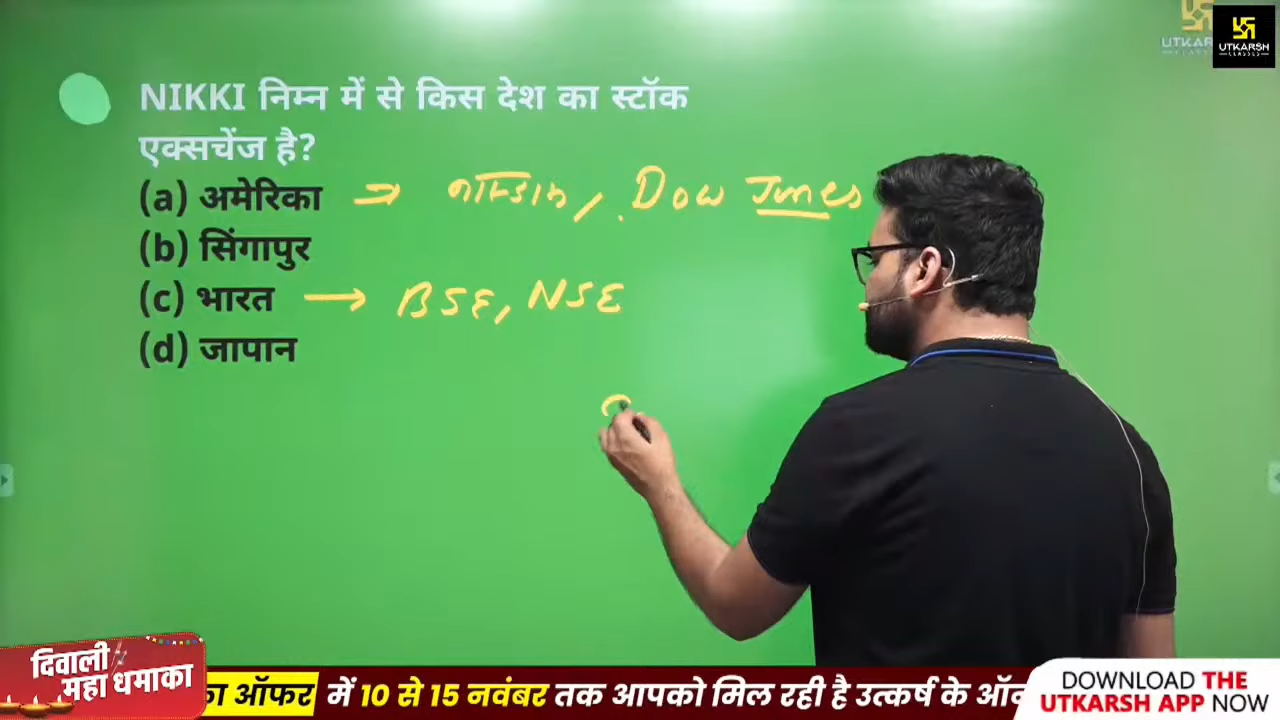 UTKARSH
CLASSES
NIKKI निम्न में से किस देश का स्टॉक
एक्सचेंज है?
(a) अमेरिका → नास्डाक, Dow Jones
(b) सिंगापुर
(c) भारत → BSE, NSE
(d) जापान
दिवाली
महा धमाका
का ऑफर में 10 से 15 नवंबर तक आपको मिल रही है उत्कर्ष के
DOWNLOAD THE
UTKARSH APP NOW